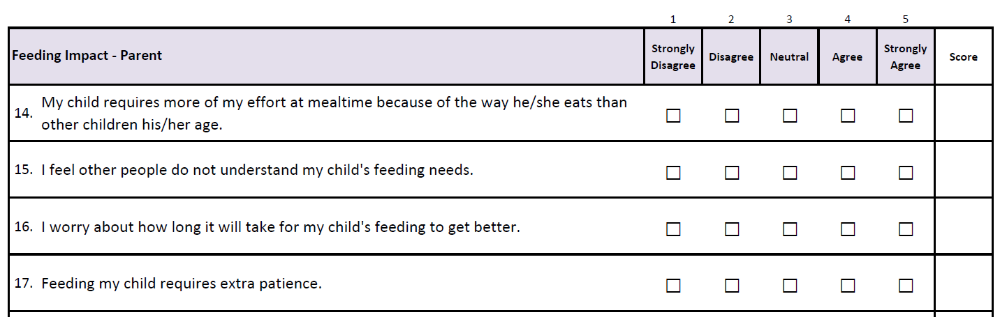 1 2 3 4 5
Feeding Impact - Parent Strongly Disagree Disagree Neutral Agree Strongly Agree Score
14. My child requires more of my effort at mealtime because of the way he/she eats than
other children his/her age.
15. I feel other people do not understand my child's feeding needs.
16. I worry about how long it will take for my child's feeding to get better.
17. Feeding my child requires extra patience.